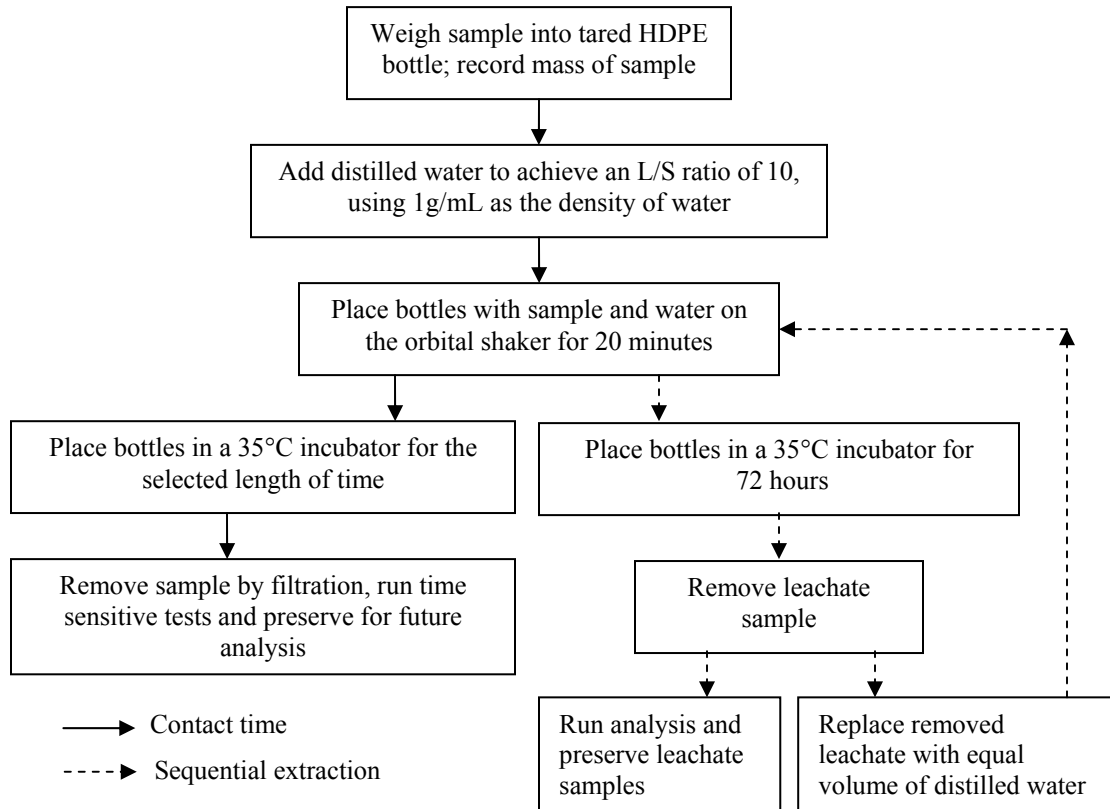 Weigh sample into tared HDPE
bottle; record mass of sample
Add distilled water to achieve an L/S ratio of 10,
using 1g/mL as the density of water
Place bottles with sample and water on
the orbital shaker for 20 minutes
Place bottles in a 35°C incubator for the
selected length of time
Place bottles in a 35°C incubator for
72 hours
Remove sample by filtration, run time
sensitive tests and preserve for future
analysis
Remove leachate
sample
Run analysis and
preserve leachate
samples
Replace removed
leachate with equal
volume of distilled water
Contact time
Sequential extraction